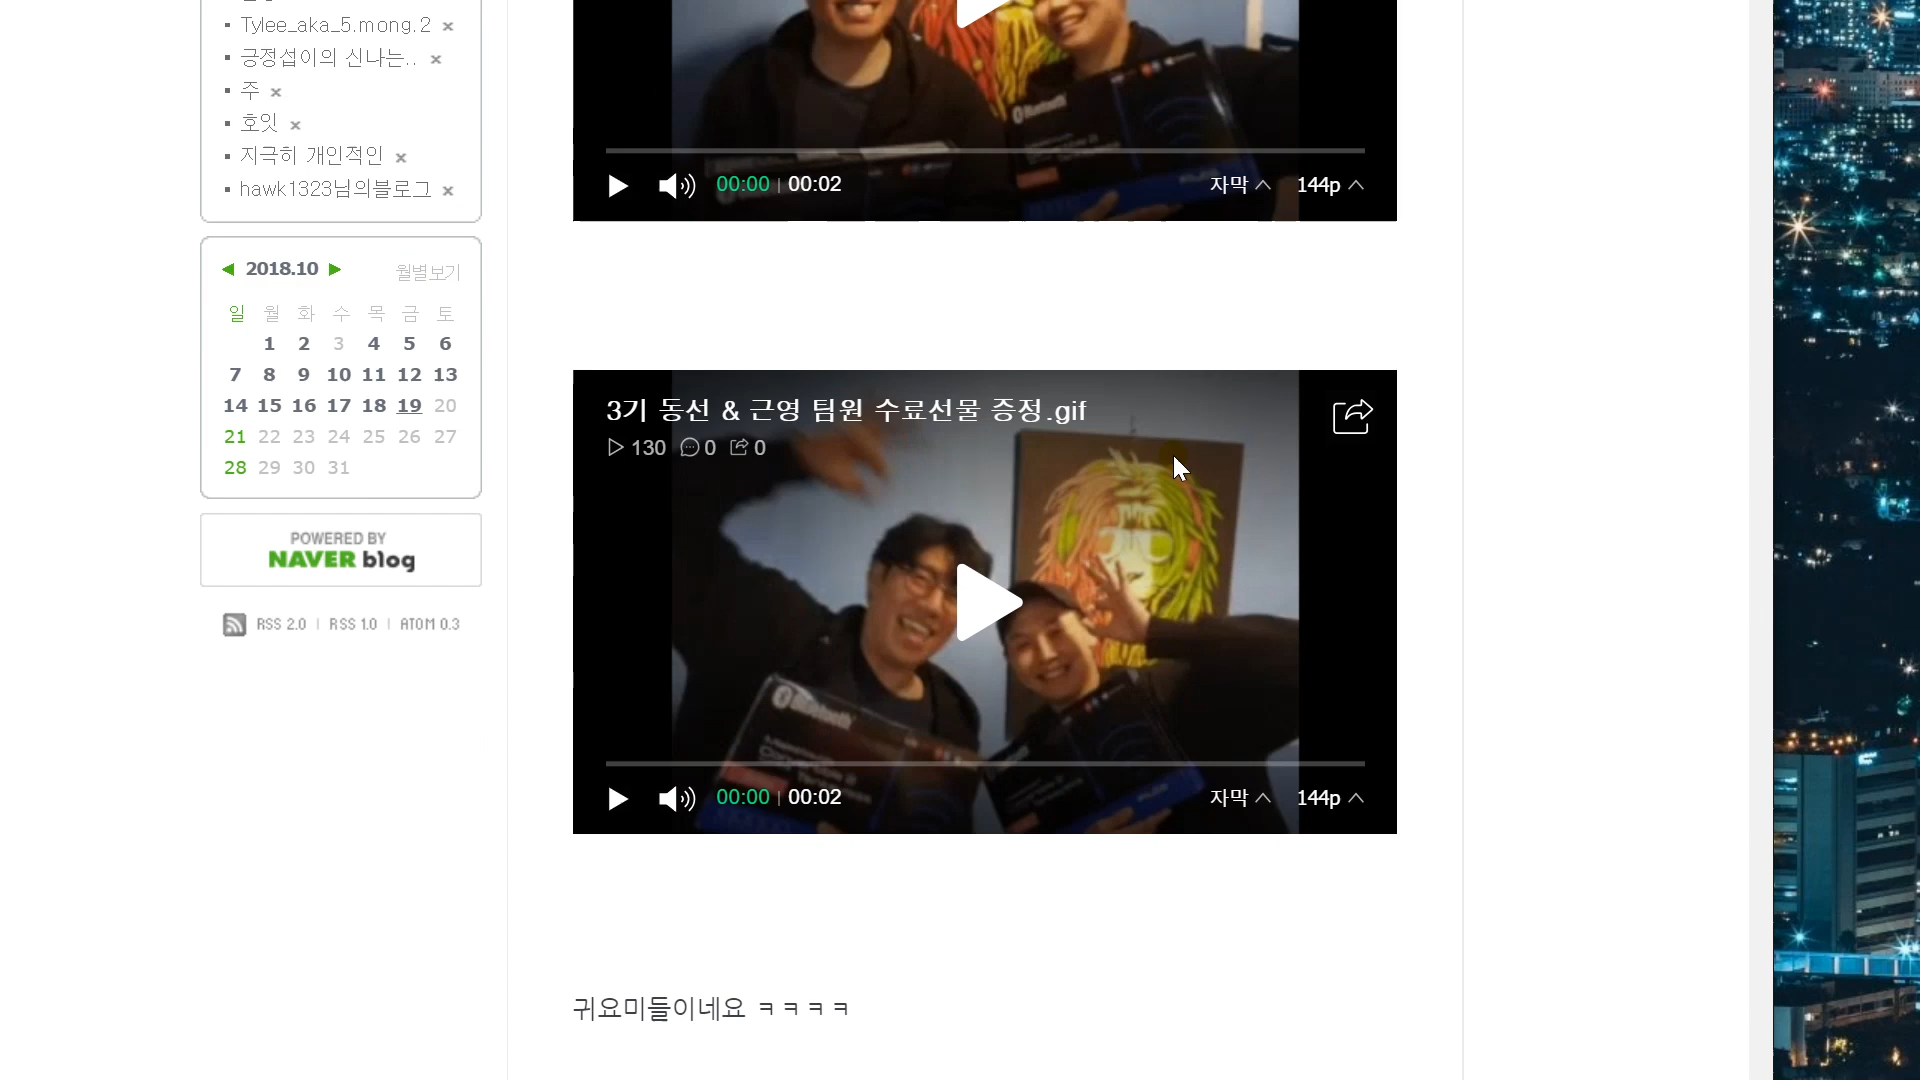 Tylee_aka_5.mong.2
긍정섭이의 신나는..
주
호잇
지극히 개인적인
hawk1323님의블로그
2018.10
월별보기
일 월 화 수 목 금 토
1 2 3 4 5 6
7 8 9 10 11 12 13
14 15 16 17 18 19 20
21 22 23 24 25 26 27
28 29 30 31
POWERED BY
NAVER blog
RSS 2.0 | RSS 1.0 | ATOM 0.3
Bluetooth
00:00 | 00:02
자막
144p
3기 동선 & 근영 팀원 수료선물 증정.gif
130 0 0
Bluetooth
00:00 | 00:02
자막
144p
귀요미들이네요 ㅋㅋㅋㅋ